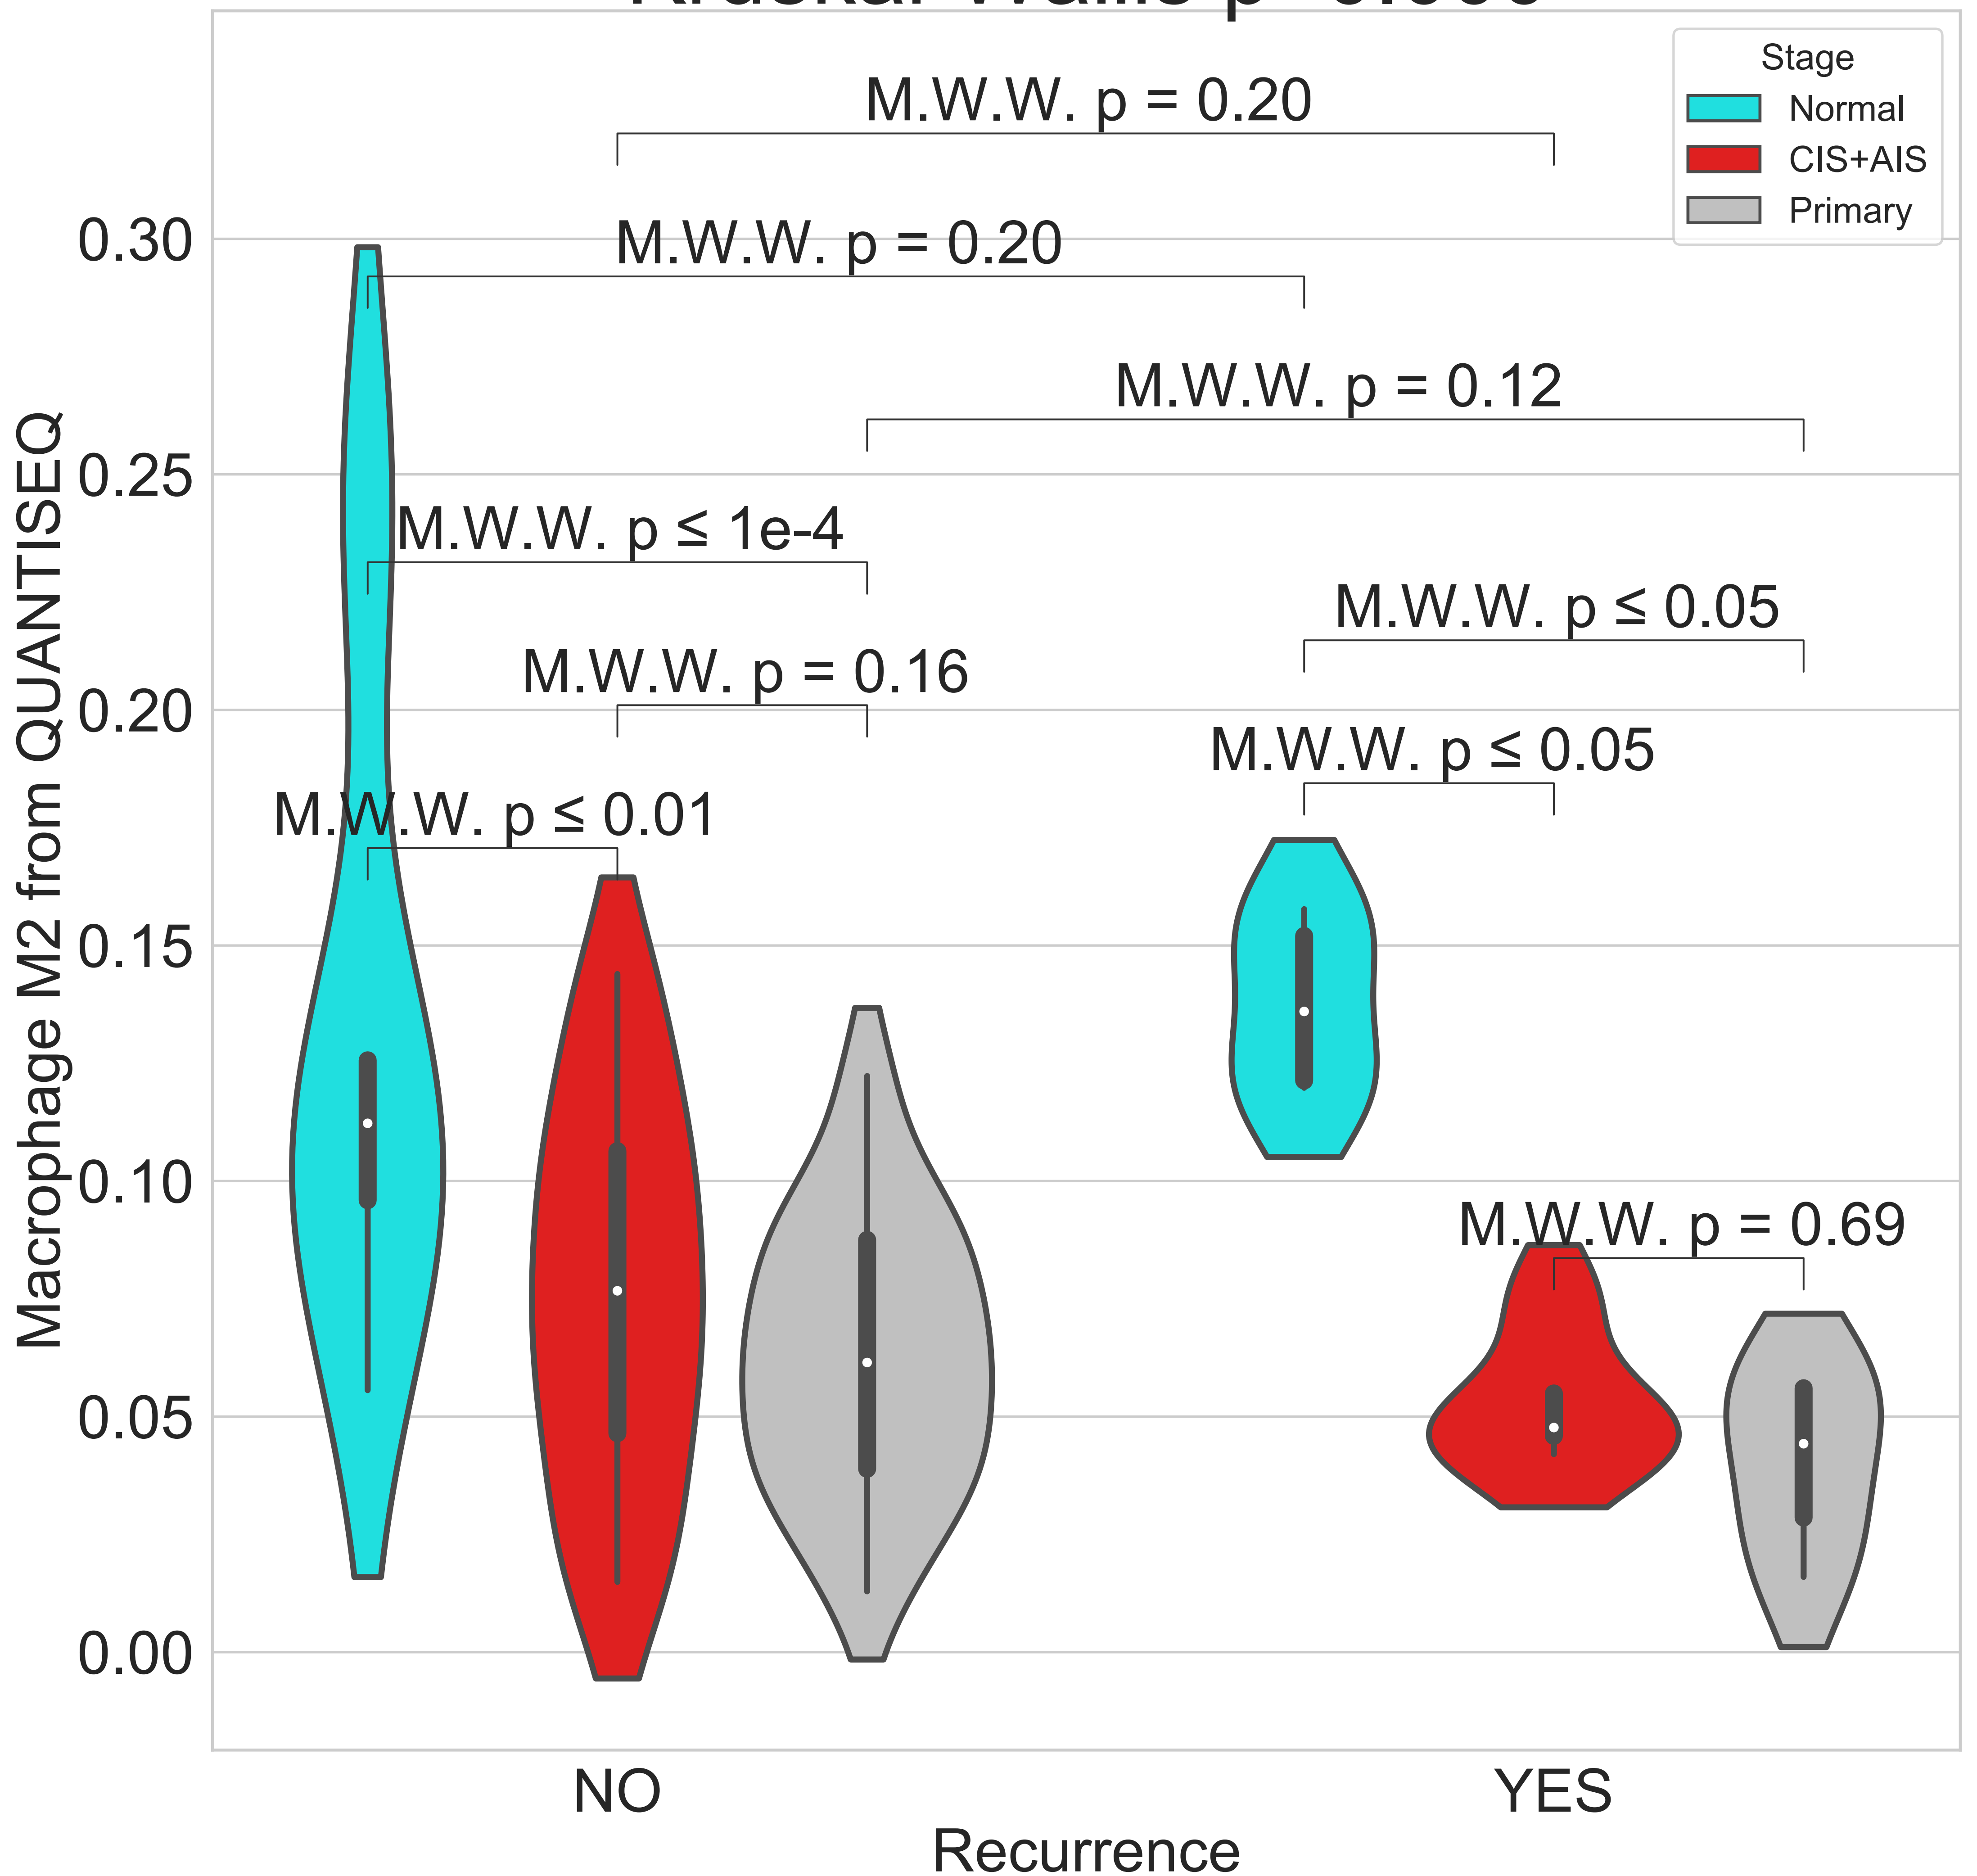 Stage
Normal
CIS+AIS
Primary
M.W.W. p = 0.20
M.W.W. p = 0.20
M.W.W. p = 0.12
M.W.W. p ≤ 1e-4
M.W.W. p ≤ 0.05
M.W.W. p = 0.16
M.W.W. p ≤ 0.05
M.W.W. p ≤ 0.01
M.W.W. p = 0.69
Macrophage M2 from QUANTISEQ
0.30
0.25
0.20
0.15
0.10
0.05
0.00
NO
YES
Recurrence